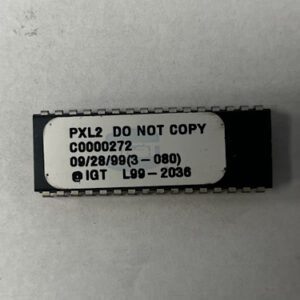 PXL2 DO NOT COPY
C0000272
09/28/99(3-080)
@ IGT L99-2036